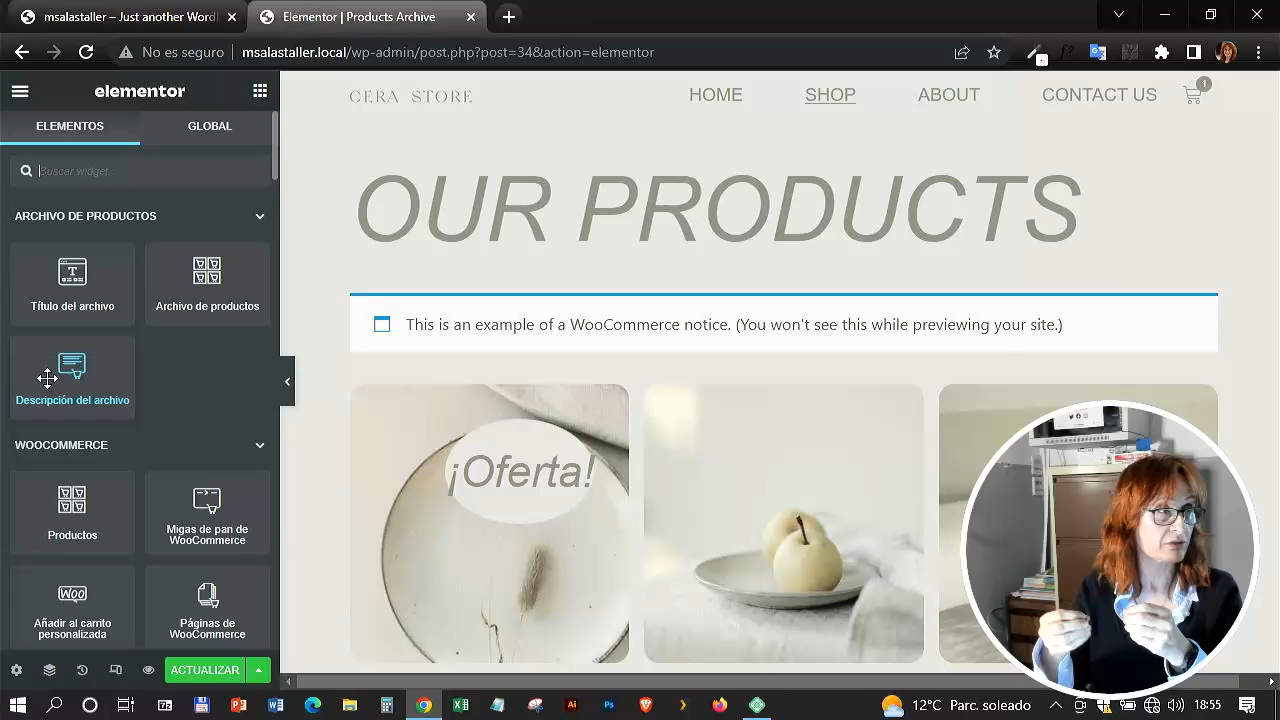 msalastaller – Just another Word
Elementor | Products Archive
No es seguro
msalastaller.local/wp-admin/post.php?post=34&action=elementor
elementor
CERA STORE
HOME
SHOP
ABOUT
CONTACT US
1
ELEMENTOS
GLOBAL
Buscar widget...
OUR PRODUCTS
ARCHIVO DE PRODUCTOS
Título del archivo
Archivo de productos
This is an example of a WooCommerce notice. (You won't see this while previewing your site.)
Descripción del archivo
WOOCOMMERCE
¡Oferta!
Productos
Migas de pan de
WooCommerce
Woo
Añadir al carrito
personalizada
Páginas de
WooCommerce
ACTUALIZAR
12°C Parc. soleado
18:55